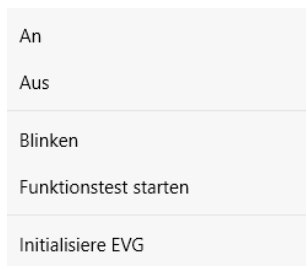 An
Aus
Blinken
Funktionstest starten
Initialisiere EVG